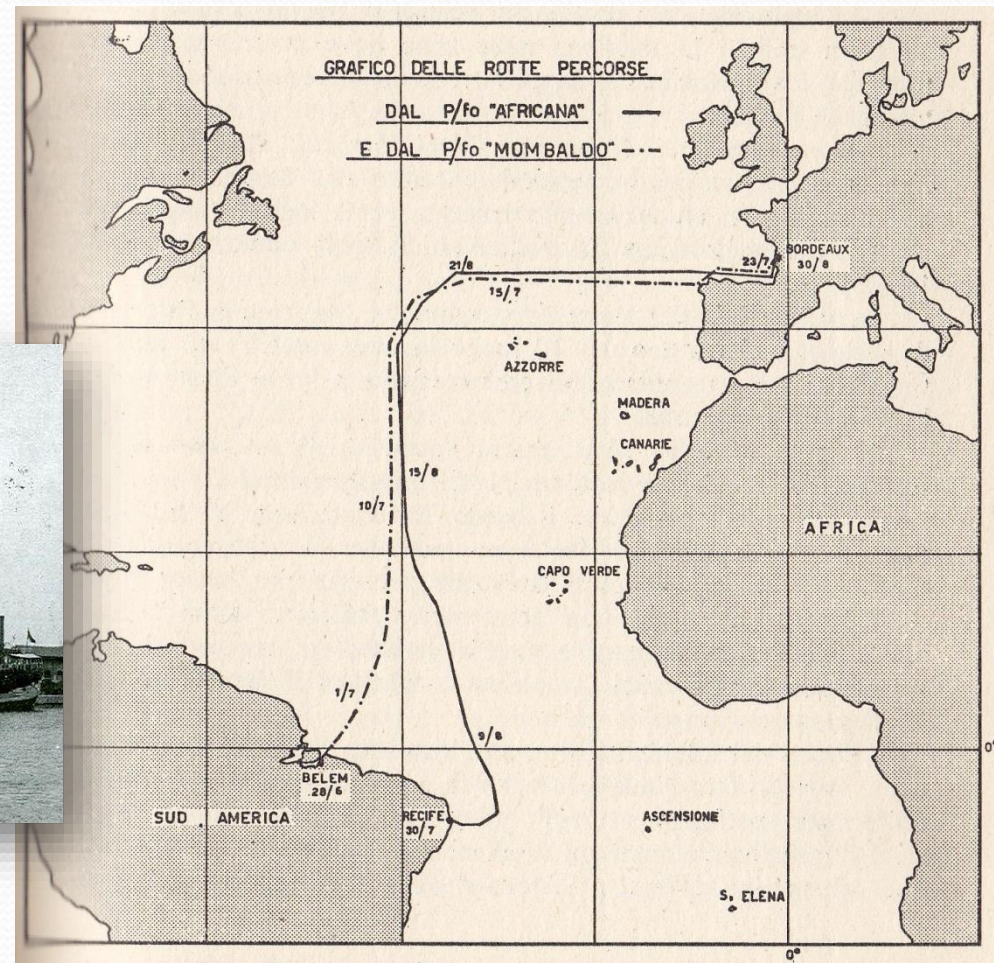 GRAFICO DELLE ROTTE PERCORSE
DAL P/fo "AFRICANA"
E DAL P/fo "MOMBALDO"
21/8
23/7
BORDEAUX
30/8
15/7
AZZORRE
MADERA
CANARIE
15/8
10/7
AFRICA
CAPO VERDE
1/7
9/8
0°
BELEM
28/6
SUD AMERICA
RECIFE
30/7
ASCENSIONE
S. ELENA
0°